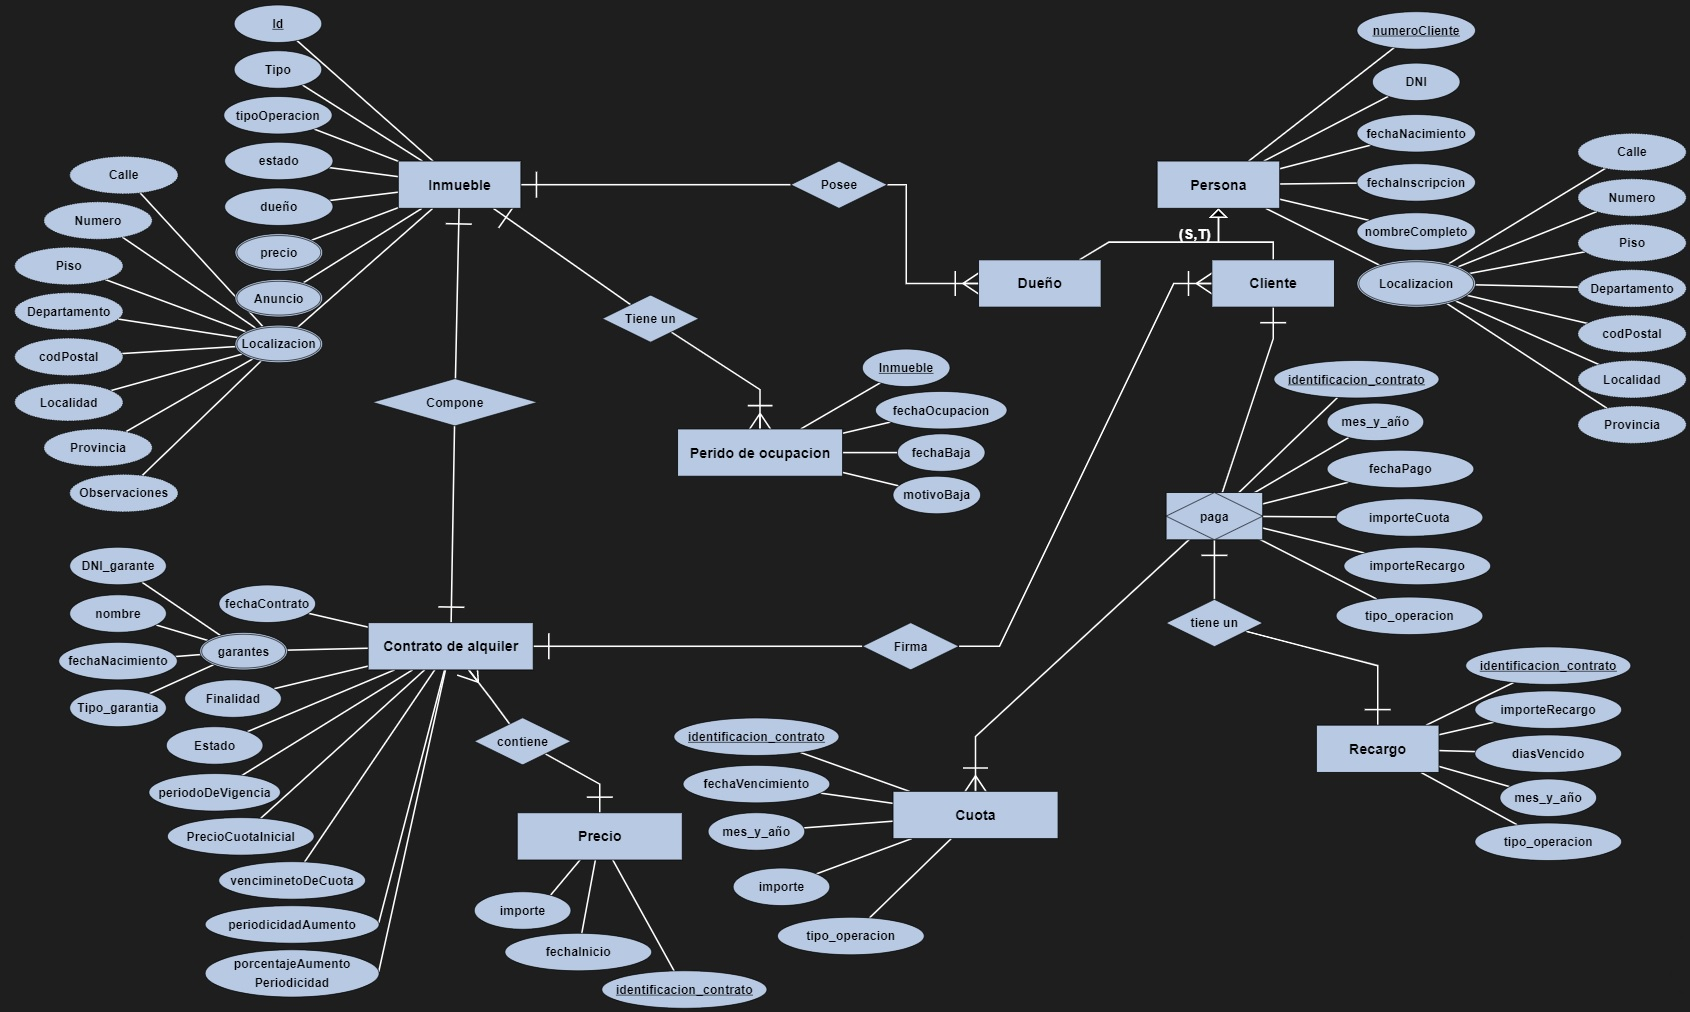 Id
Tipo
tipoOperacion
estado
dueño
precio
Anuncio
Localizacion
Calle
Numero
Piso
Departamento
codPostal
Localidad
Provincia
Observaciones
Inmueble
Posee
Persona
numeroCliente
DNI
fechaNacimiento
fechaInscripcion
nombreCompleto
Localizacion
Calle
Numero
Piso
Departamento
codPostal
Localidad
Provincia
(S,T)
Dueño
Cliente
Tiene un
Compone
Inmueble
fechaOcupacion
fechaBaja
motivoBaja
Perido de ocupacion
identificacion_contrato
mes_y_año
fechaPago
importeCuota
importeRecargo
tipo_operacion
paga
tiene un
DNI_garante
nombre
fechaNacimiento
Tipo_garantia
garantes
fechaContrato
Contrato de alquiler
Firma
Finalidad
Estado
periodoDeVigencia
PrecioCuotaInicial
venciminetoDeCuota
periodicidadAumento
porcentajeAumento
Periodicidad
contiene
Precio
importe
fechaInicio
identificacion_contrato
identificacion_contrato
fechaVencimiento
mes_y_año
importe
tipo_operacion
Cuota
Recargo
identificacion_contrato
importeRecargo
diasVencido
mes_y_año
tipo_operacion